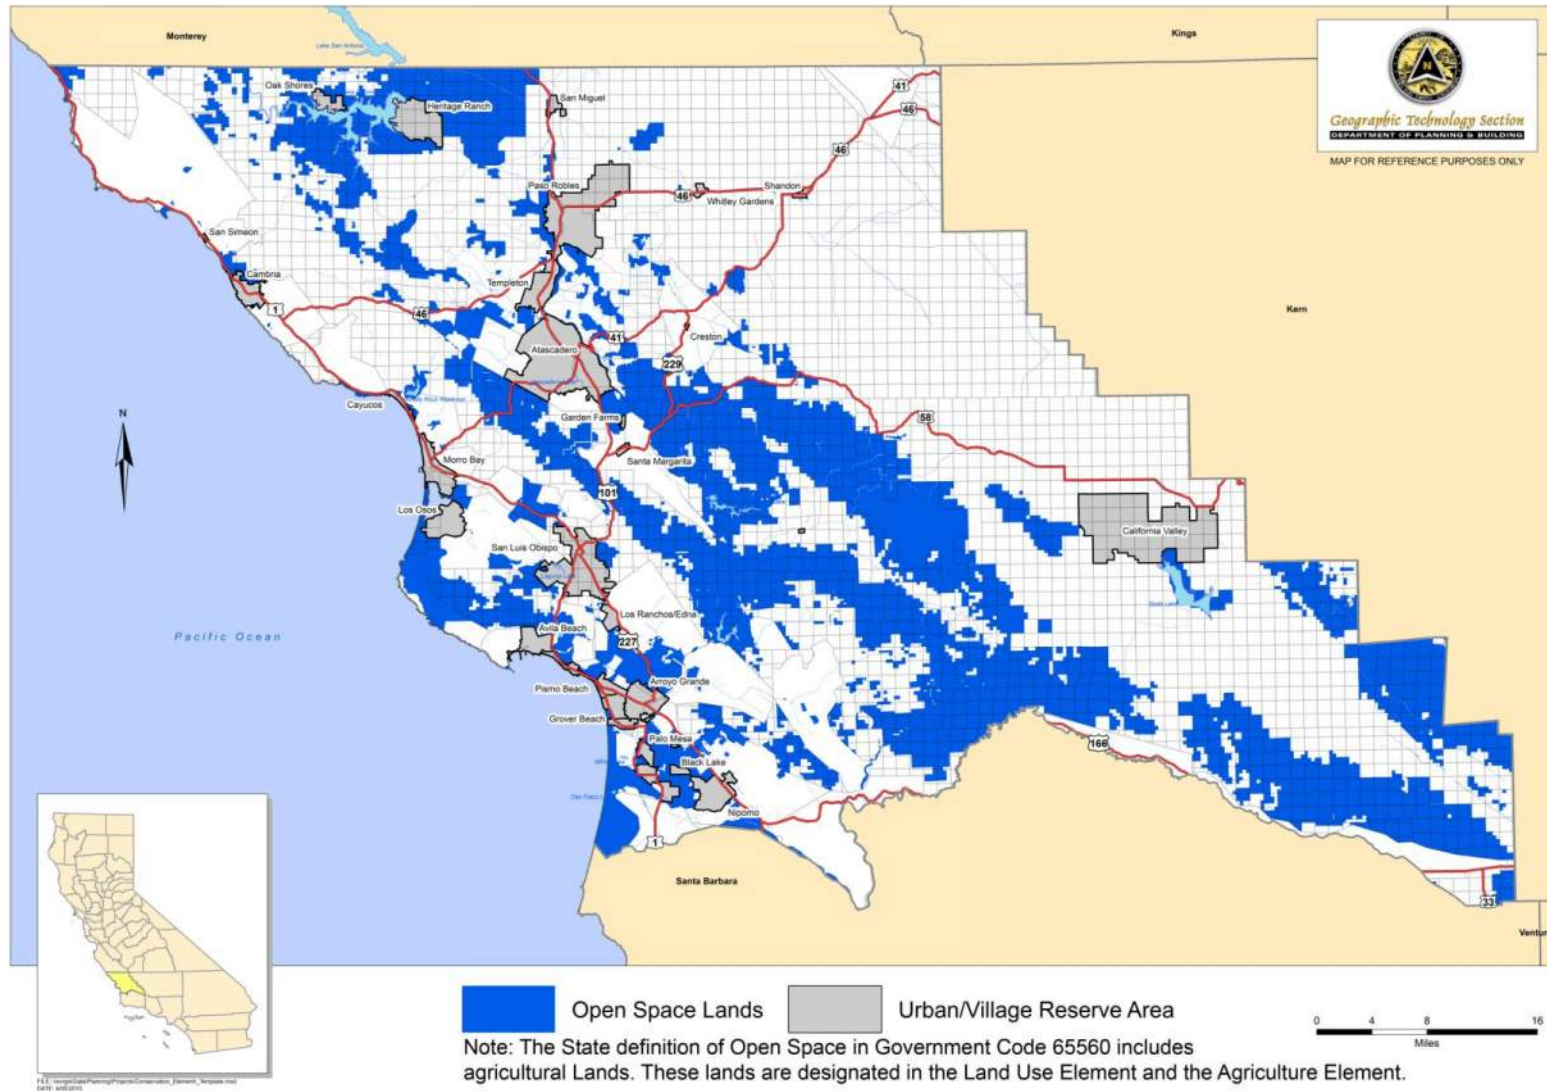 Monterey
Kings
Lake San Antonio
Geographic Technology Section
DEPARTMENT OF PLANNING & BUILDING
MAP FOR REFERENCE PURPOSES ONLY
41
46
Oak Shores
Heritage Ranch
San Miguel
46
Paso Robles
46
Whitley Gardens
Shandon
San Simeon
Cambria
Templeton
1
46
Kern
Atascadero
41
Creston
229
Cayucos
N
Garden Farms
58
Morro Bay
Santa Margarita
101
Los Osos
California Valley
San Luis Obispo
Los Ranchos/Edna
Pacific Ocean
Avila Beach
227
Pismo Beach
Arroyo Grande
Grover Beach
Palo Mesa
166
Black Lake
Nipomo
1
Santa Barbara
33
Ventur
Open Space Lands
Urban/Village Reserve Area
0 4 8 16
Miles
Note: The State definition of Open Space in Government Code 65560 includes
agricultural Lands. These lands are designated in the Land Use Element and the Agriculture Element.